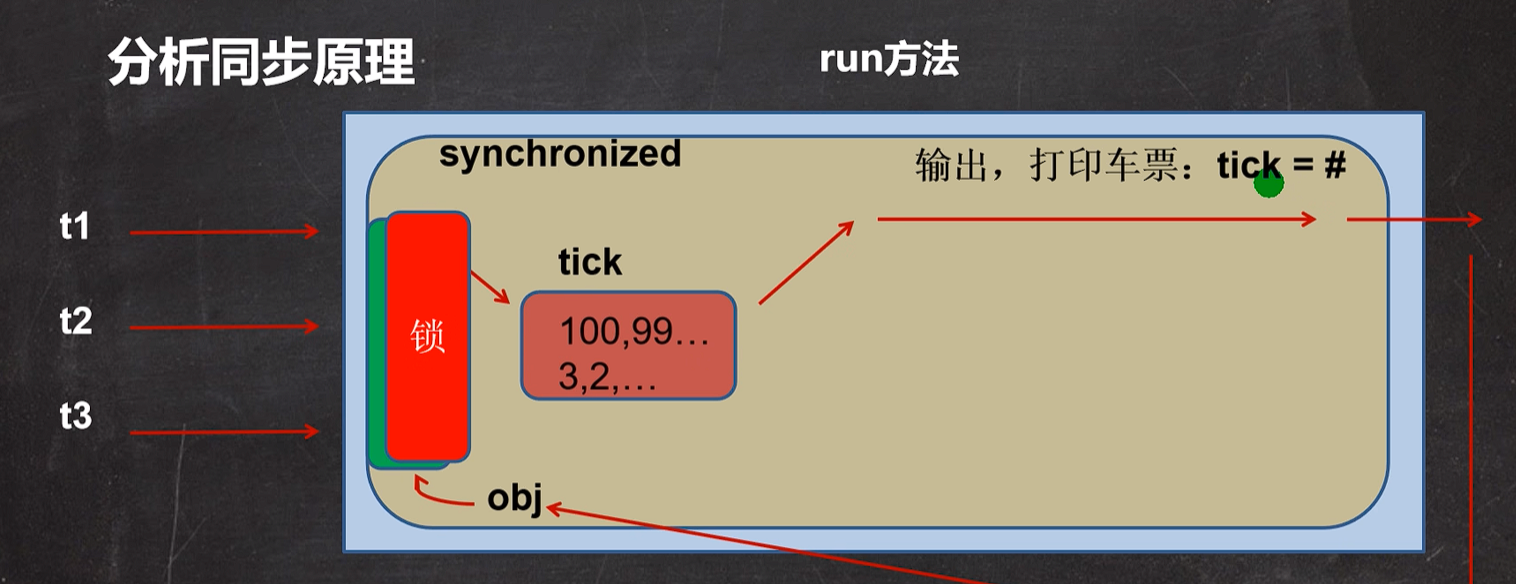 分析同步原理
run方法
synchronized
输出，打印车票：tick = #
t1
tick
t2
锁
100,99…
3,2,…
t3
obj